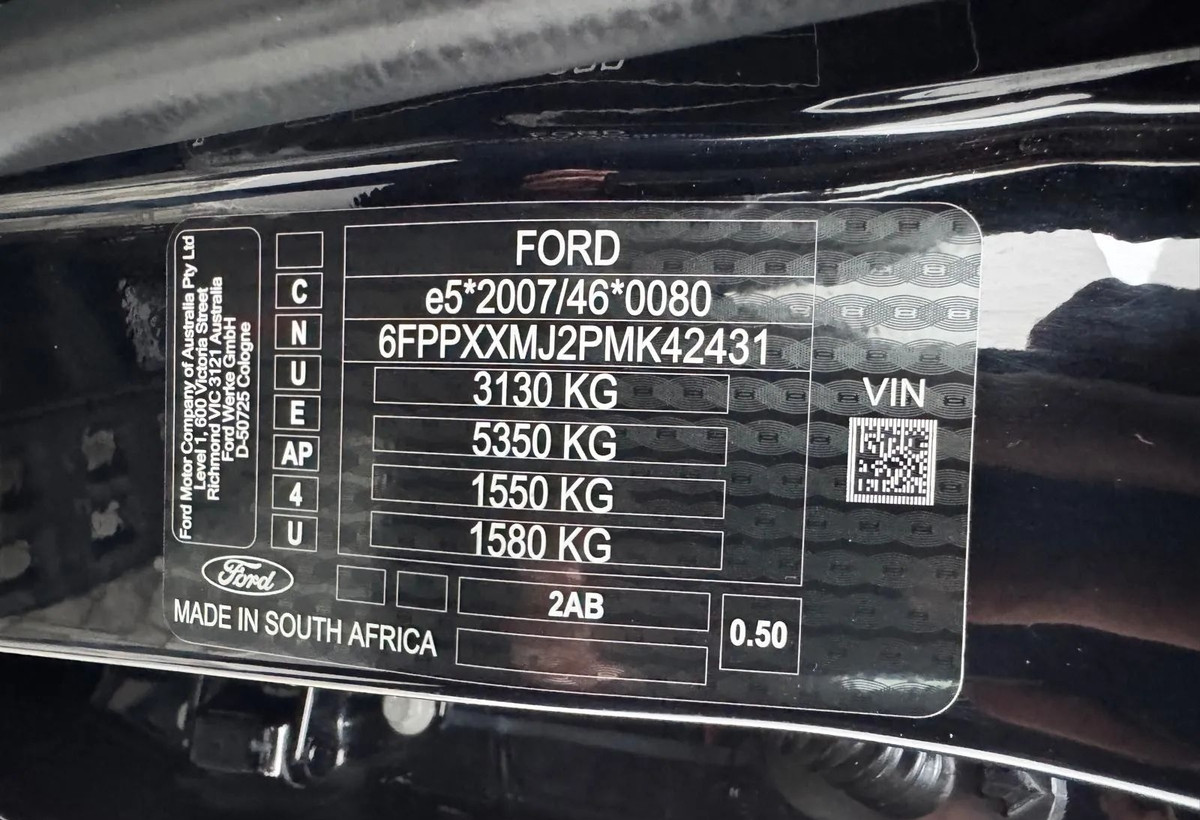 Ford Motor Company of Australia Pty Ltd
Level 1, 600 Victoria Street
Richmond VIC 3121 Australia
Ford Werke GmbH
D-50725 Cologne
C
N
U
E
AP
4
U
FORD
e5*2007/46*0080
6FPPXXMJ2PMK42431
3130 KG
5350 KG
1550 KG
1580 KG
VIN
Ford
MADE IN SOUTH AFRICA
2AB
0.50